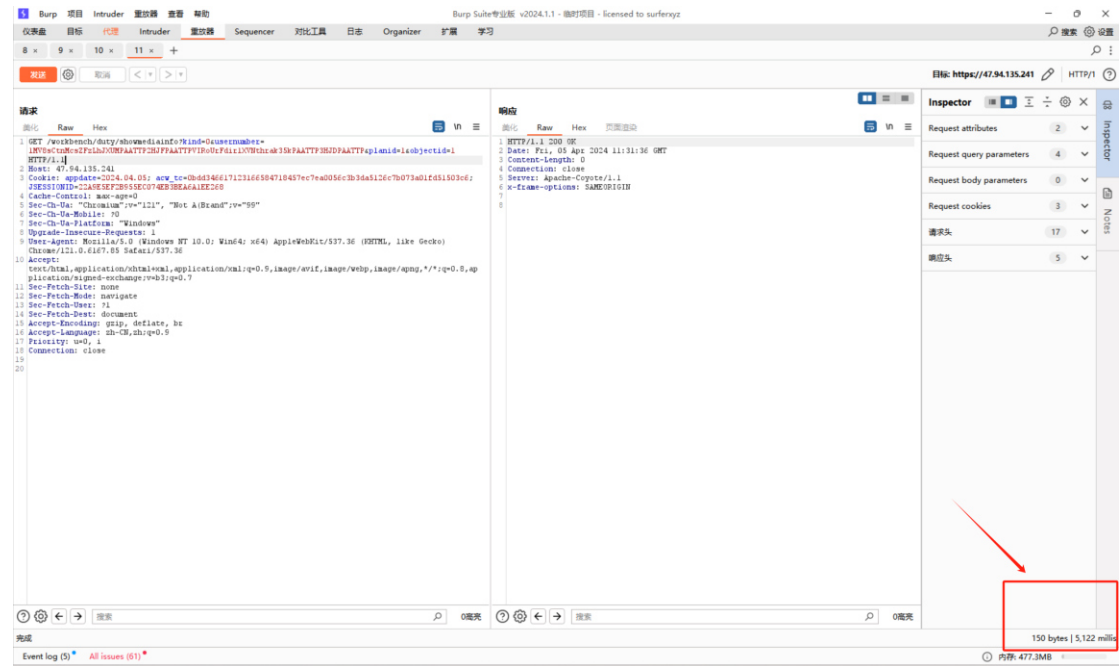 Burp 项目 Intruder 重放器 查看 帮助 Burp Suite专业版 v2024.1.1 - 临时项目 - licensed to surferxyz
仪表盘 目标 代理 Intruder 重放器 Sequencer 对比工具 日志 Organizer 扩展 学习 搜索 设置
8 × 9 × 10 × 11 × +
发送 取消 < > 目标: https://47.94.135.241 HTTP/1
请求
美化 Raw Hex
1 GET /workbench/duty/showmediainfo?kind=0&usernumber=
HTTP/1.1
2 Host: 47.94.135.241
3 Cookie: appdate=2024.04.05;
4 Cache-Control: max-age=0
5 Sec-Ch-Ua: "Chromium";v="121", "Not A(Brand";v="99"
6 Sec-Ch-Ua-Mobile: ?0
7 Sec-Ch-Ua-Platform: "Windows"
8 Upgrade-Insecure-Requests: 1
9 User-Agent: Mozilla/5.0 (Windows NT 10.0; Win64; x64) AppleWebKit/537.36 (KHTML, like Gecko)
Chrome/121.0.6167.85 Safari/537.36
10 Accept:
text/html,application/xhtml+xml,application/xml;q=0.9,image/avif,image/webp,image/apng,*/*;q=0.8,ap
plication/signed-exchange;v=b3;q=0.7
11 Sec-Fetch-Site: none
12 Sec-Fetch-Mode: navigate
13 Sec-Fetch-User: ?1
14 Sec-Fetch-Dest: document
15 Accept-Encoding: gzip, deflate, br
16 Accept-Language: zh-CN,zh;q=0.9
17 Priority: u=0, i
18 Connection: close
19
20
搜索 0高亮
响应
美化 Raw Hex 页面渲染
1 HTTP/1.1 200 OK
2 Date: Fri, 05 Apr 2024 11:31:36 GMT
3 Content-Length: 0
4 Connection: close
5 Server: Apache-Coyote/1.1
6 x-frame-options: SAMEORIGIN
7
8
搜索 0高亮
Inspector
Request attributes 2
Request query parameters 4
Request body parameters 0
Request cookies 3
请求头 17
响应头 5
Inspector
Notes
完成 150 bytes | 5,122 millis
Event log (5) All issues (61) 内存: 477.3MB